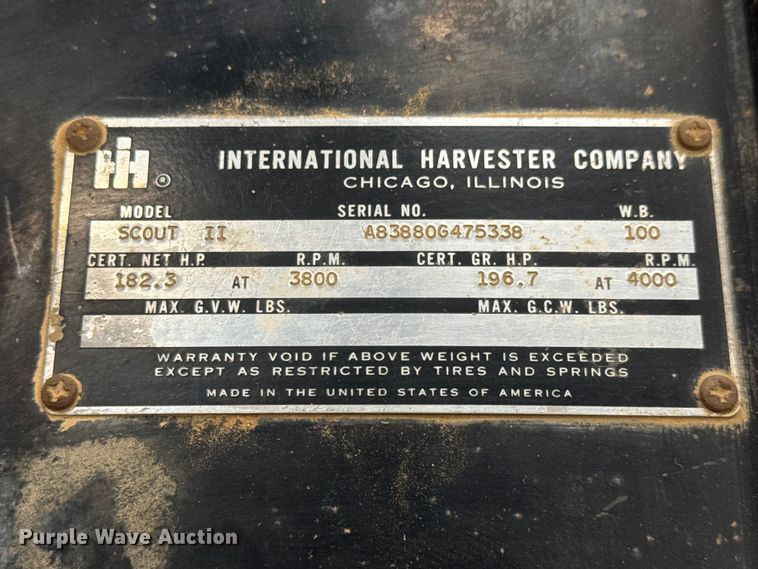 IH ®
INTERNATIONAL HARVESTER COMPANY
CHICAGO, ILLINOIS
MODEL SERIAL NO. W.B.
SCOUT II A83880G475338 100
CERT. NET H.P. R.P.M. CERT. GR. H.P. R.P.M.
182.3 AT 3800 196.7 AT 4000
MAX. G.V.W. LBS. MAX. G.C.W. LBS.
WARRANTY VOID IF ABOVE WEIGHT IS EXCEEDED
EXCEPT AS RESTRICTED BY TIRES AND SPRINGS
MADE IN THE UNITED STATES OF AMERICA
Purple Wave Auction